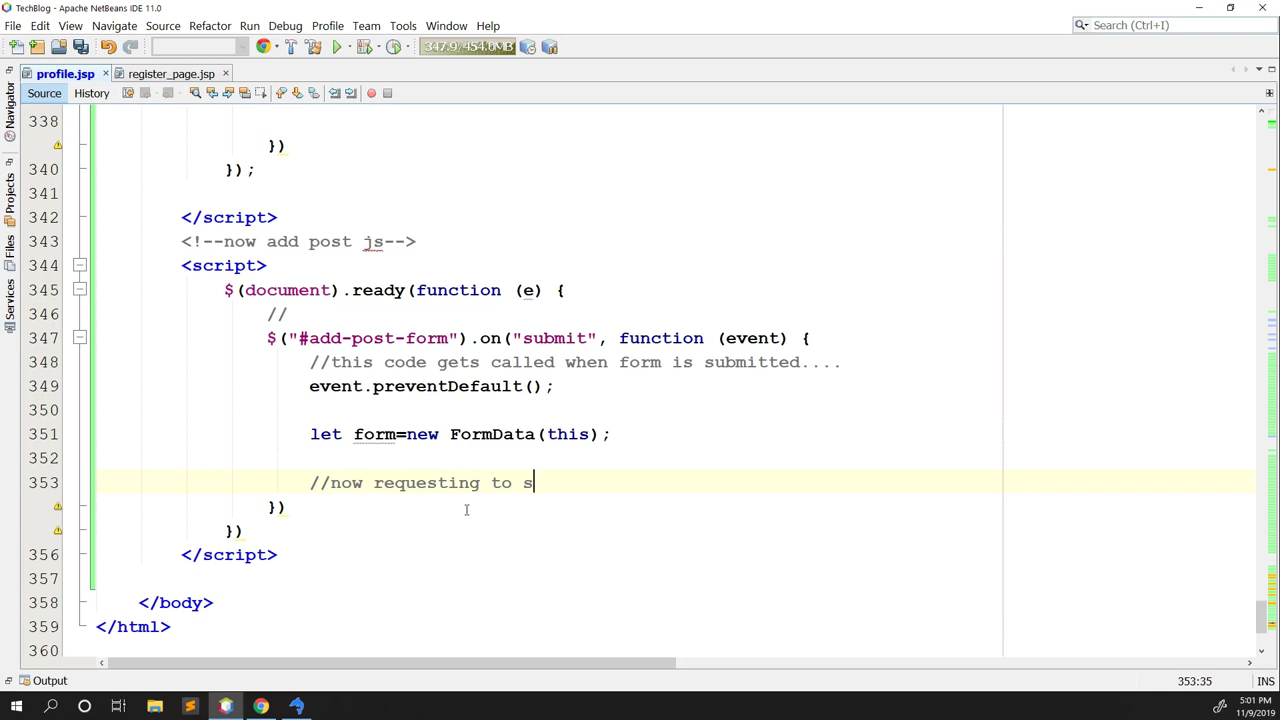 TechBlog - Apache NetBeans IDE 11.0
File Edit View Navigate Source Refactor Run Debug Profile Team Tools Window Help
Search (Ctrl+I)
347.9/454.0MB
profile.jsp register_page.jsp
Source History
Navigator
Projects
Files
Services
338
})
340 });
341
342 </script>
343 <!--now add post js-->
344 <script>
345 $(document).ready(function (e) {
346 //
347 $("#add-post-form").on("submit", function (event) {
348 //this code gets called when form is submitted....
349 event.preventDefault();
350
351 let form=new FormData(this);
352
353 //now requesting to s
})
})
356 </script>
357
358 </body>
359 </html>
360
Output
353:35 INS
5:01 PM
11/9/2019